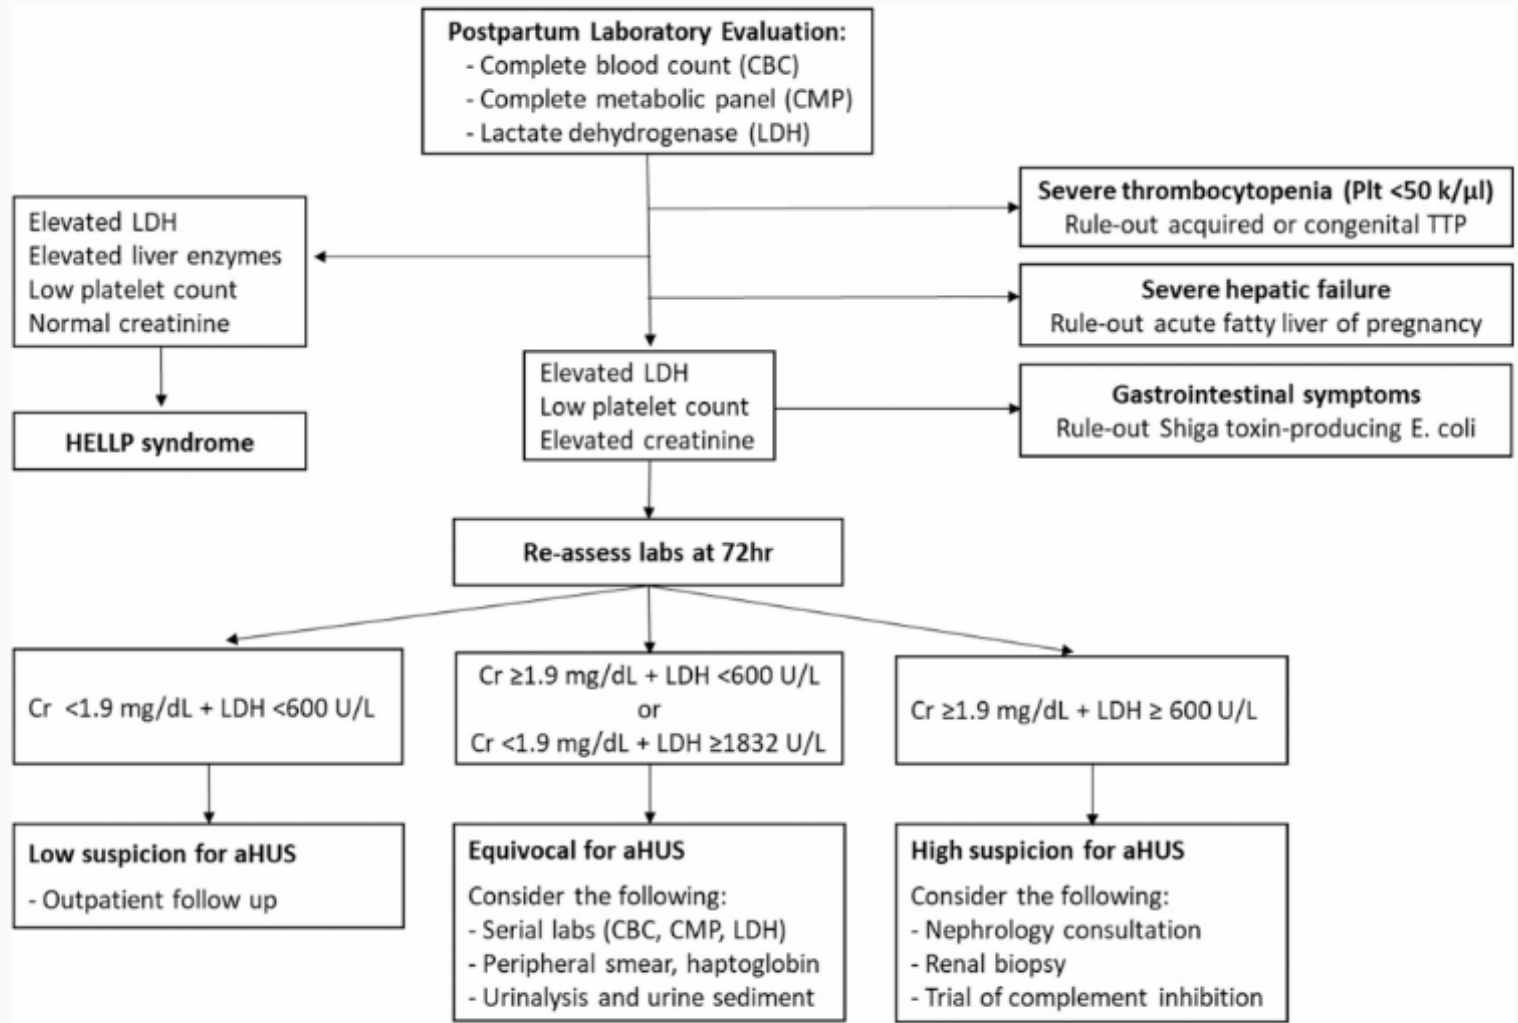 Postpartum Laboratory Evaluation:
- Complete blood count (CBC)
- Complete metabolic panel (CMP)
- Lactate dehydrogenase (LDH)
Severe thrombocytopenia (Plt <50 k/µl)
Rule-out acquired or congenital TTP
Elevated LDH
Elevated liver enzymes
Low platelet count
Normal creatinine
Severe hepatic failure
Rule-out acute fatty liver of pregnancy
Elevated LDH
Low platelet count
Elevated creatinine
Gastrointestinal symptoms
Rule-out Shiga toxin-producing E. coli
HELLP syndrome
Re-assess labs at 72hr
Cr <1.9 mg/dL + LDH <600 U/L
Cr ≥1.9 mg/dL + LDH <600 U/L
or
Cr <1.9 mg/dL + LDH ≥1832 U/L
Cr ≥1.9 mg/dL + LDH ≥ 600 U/L
Low suspicion for aHUS
- Outpatient follow up
Equivocal for aHUS
Consider the following:
- Serial labs (CBC, CMP, LDH)
- Peripheral smear, haptoglobin
- Urinalysis and urine sediment
High suspicion for aHUS
Consider the following:
- Nephrology consultation
- Renal biopsy
- Trial of complement inhibition